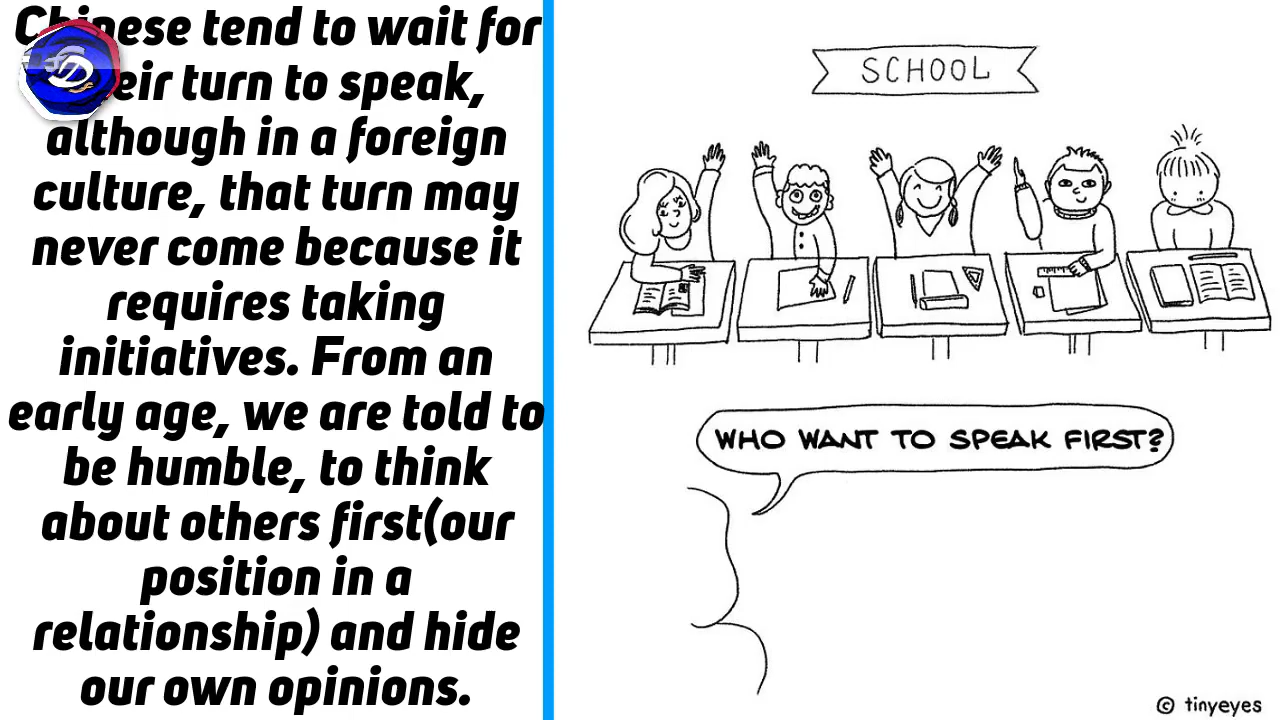 Chinese tend to wait for
their turn to speak,
although in a foreign
culture, that turn may
never come because it
requires taking
initiatives. From an
early age, we are told to
be humble, to think
about others first(our
position in a
relationship) and hide
our own opinions.
SCHOOL
WHO WANT TO SPEAK FIRST?
© tinyeyes